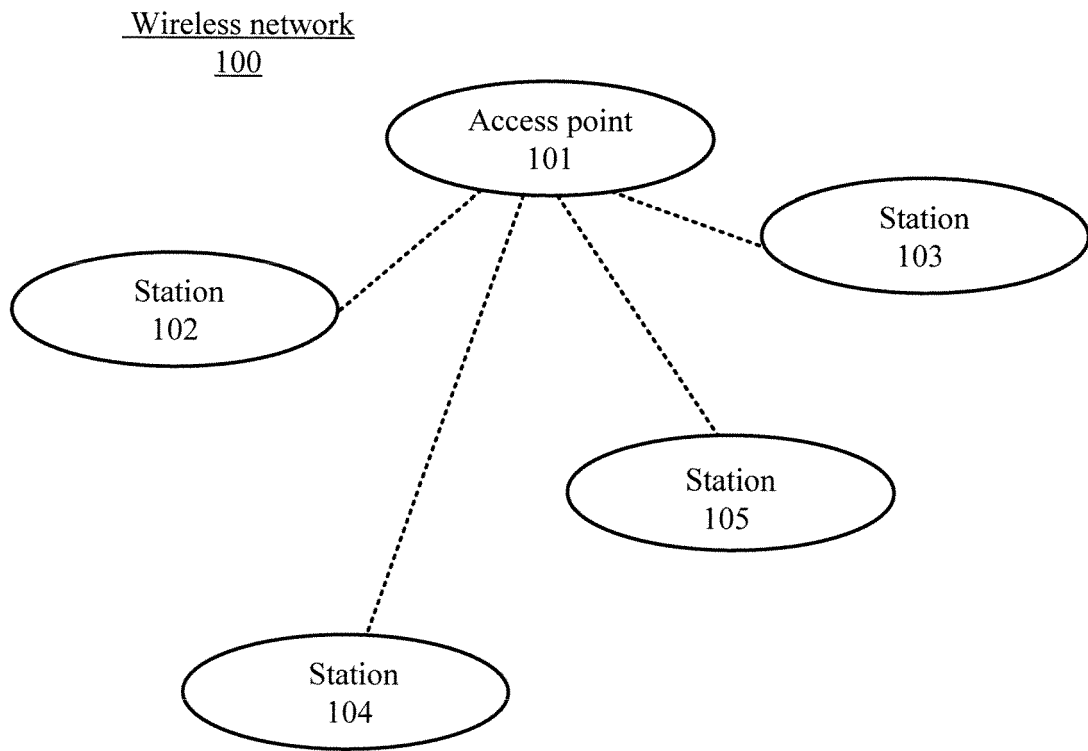 Wireless network
100
Access point
101
Station
103
Station
102
Station
105
Station
104